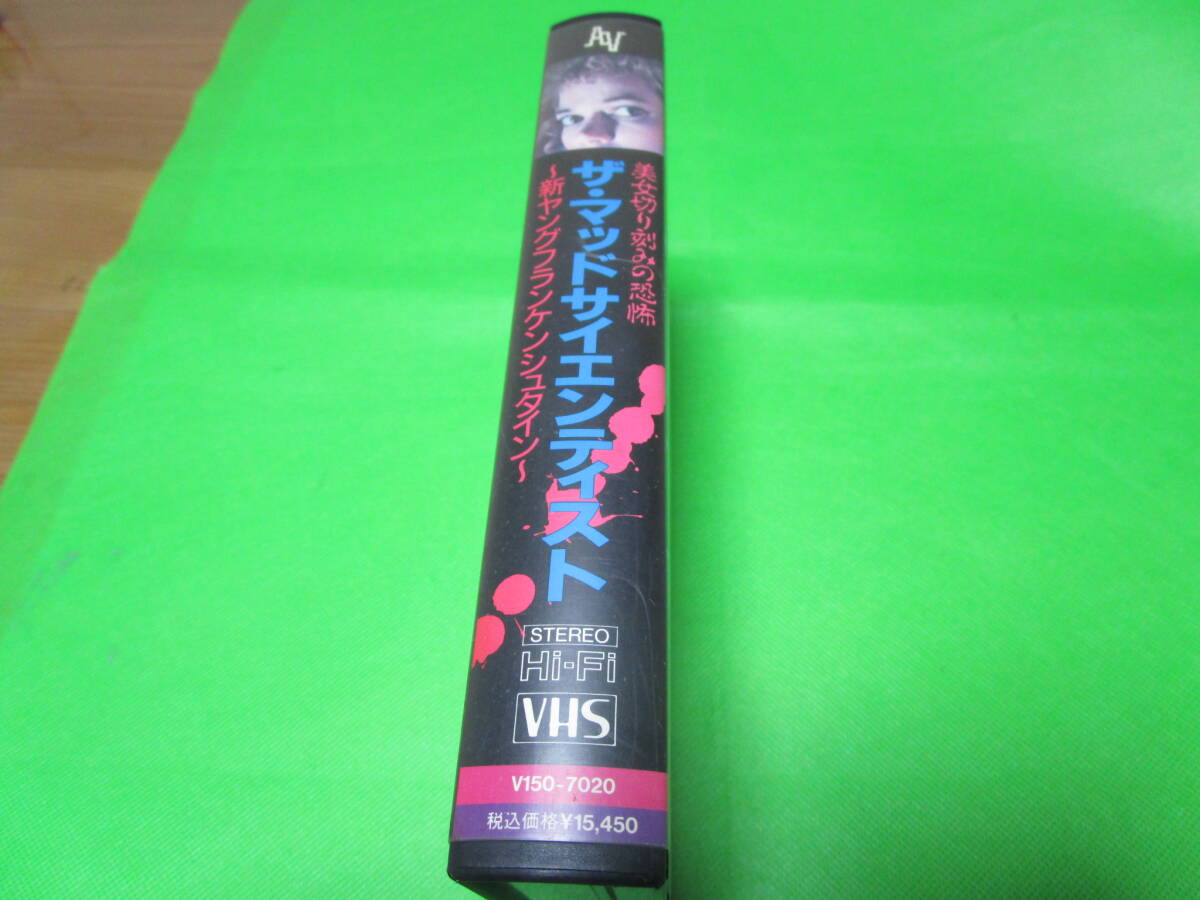 AV
美女切り刻みの恐怖
ザ・マッドサイエンティスト
～新ヤングフランケンシュタイン～
STEREO
Hi-Fi
VHS
V150-7020
税込価格¥15,450